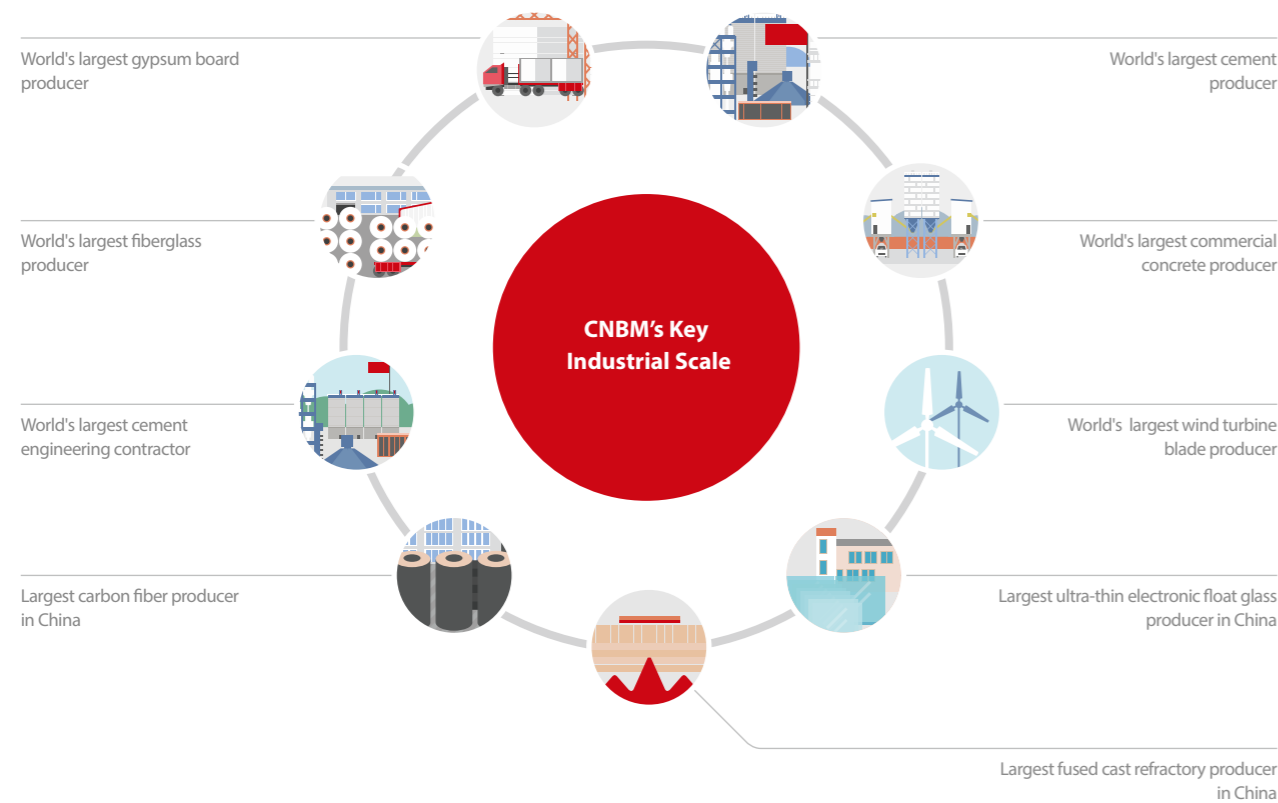 World's largest gypsum board
producer
World's largest cement
producer
World's largest fiberglass
producer
World's largest commercial
concrete producer
CNBM’s Key
Industrial Scale
World's largest cement
engineering contractor
World's  largest wind turbine
blade producer
Largest carbon fiber producer
in China
Largest ultra-thin electronic float glass
producer in China
Largest fused cast refractory producer
in China